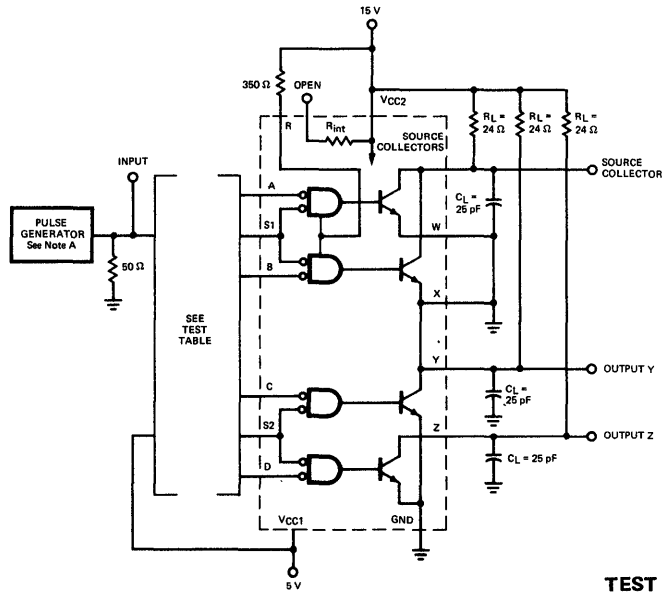 15 V
350 Ω
OPEN
VCC2
R
Rint
SOURCE
COLLECTORS
RL =
24 Ω
RL =
24 Ω
RL =
24 Ω
INPUT
SOURCE
COLLECTOR
A
CL =
25 pF
PULSE
GENERATOR
See Note A
S1
W
50 Ω
B
X
SEE
TEST
TABLE
Y
OUTPUT Y
C
CL =
25 pF
S2
Z
OUTPUT Z
D
CL = 25 pF
VCC1
GND
5 V
TEST